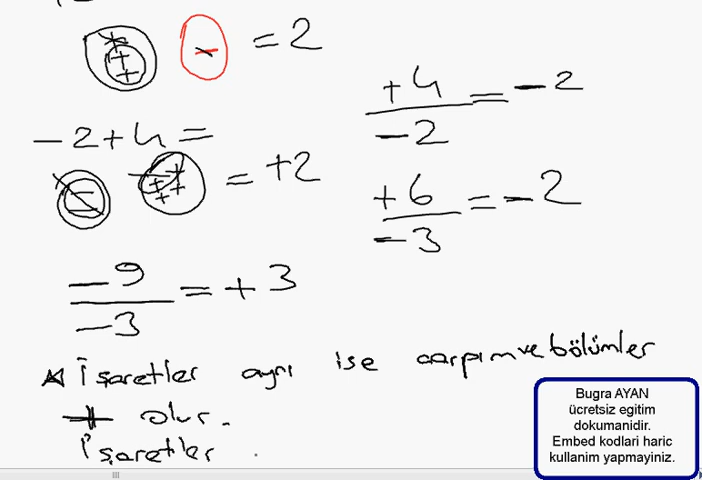 = 2
-2+4=
= +2
+4/-2 = -2
+6/-3 = -2
-9/-3 = +3
İşaretler aynı ise çarpım ve bölümler
+ olur.
İşaretler
Bugra AYAN
ücretsiz egitim
dokumanidir.
Embed kodlari haric
kullanim yapmayiniz.